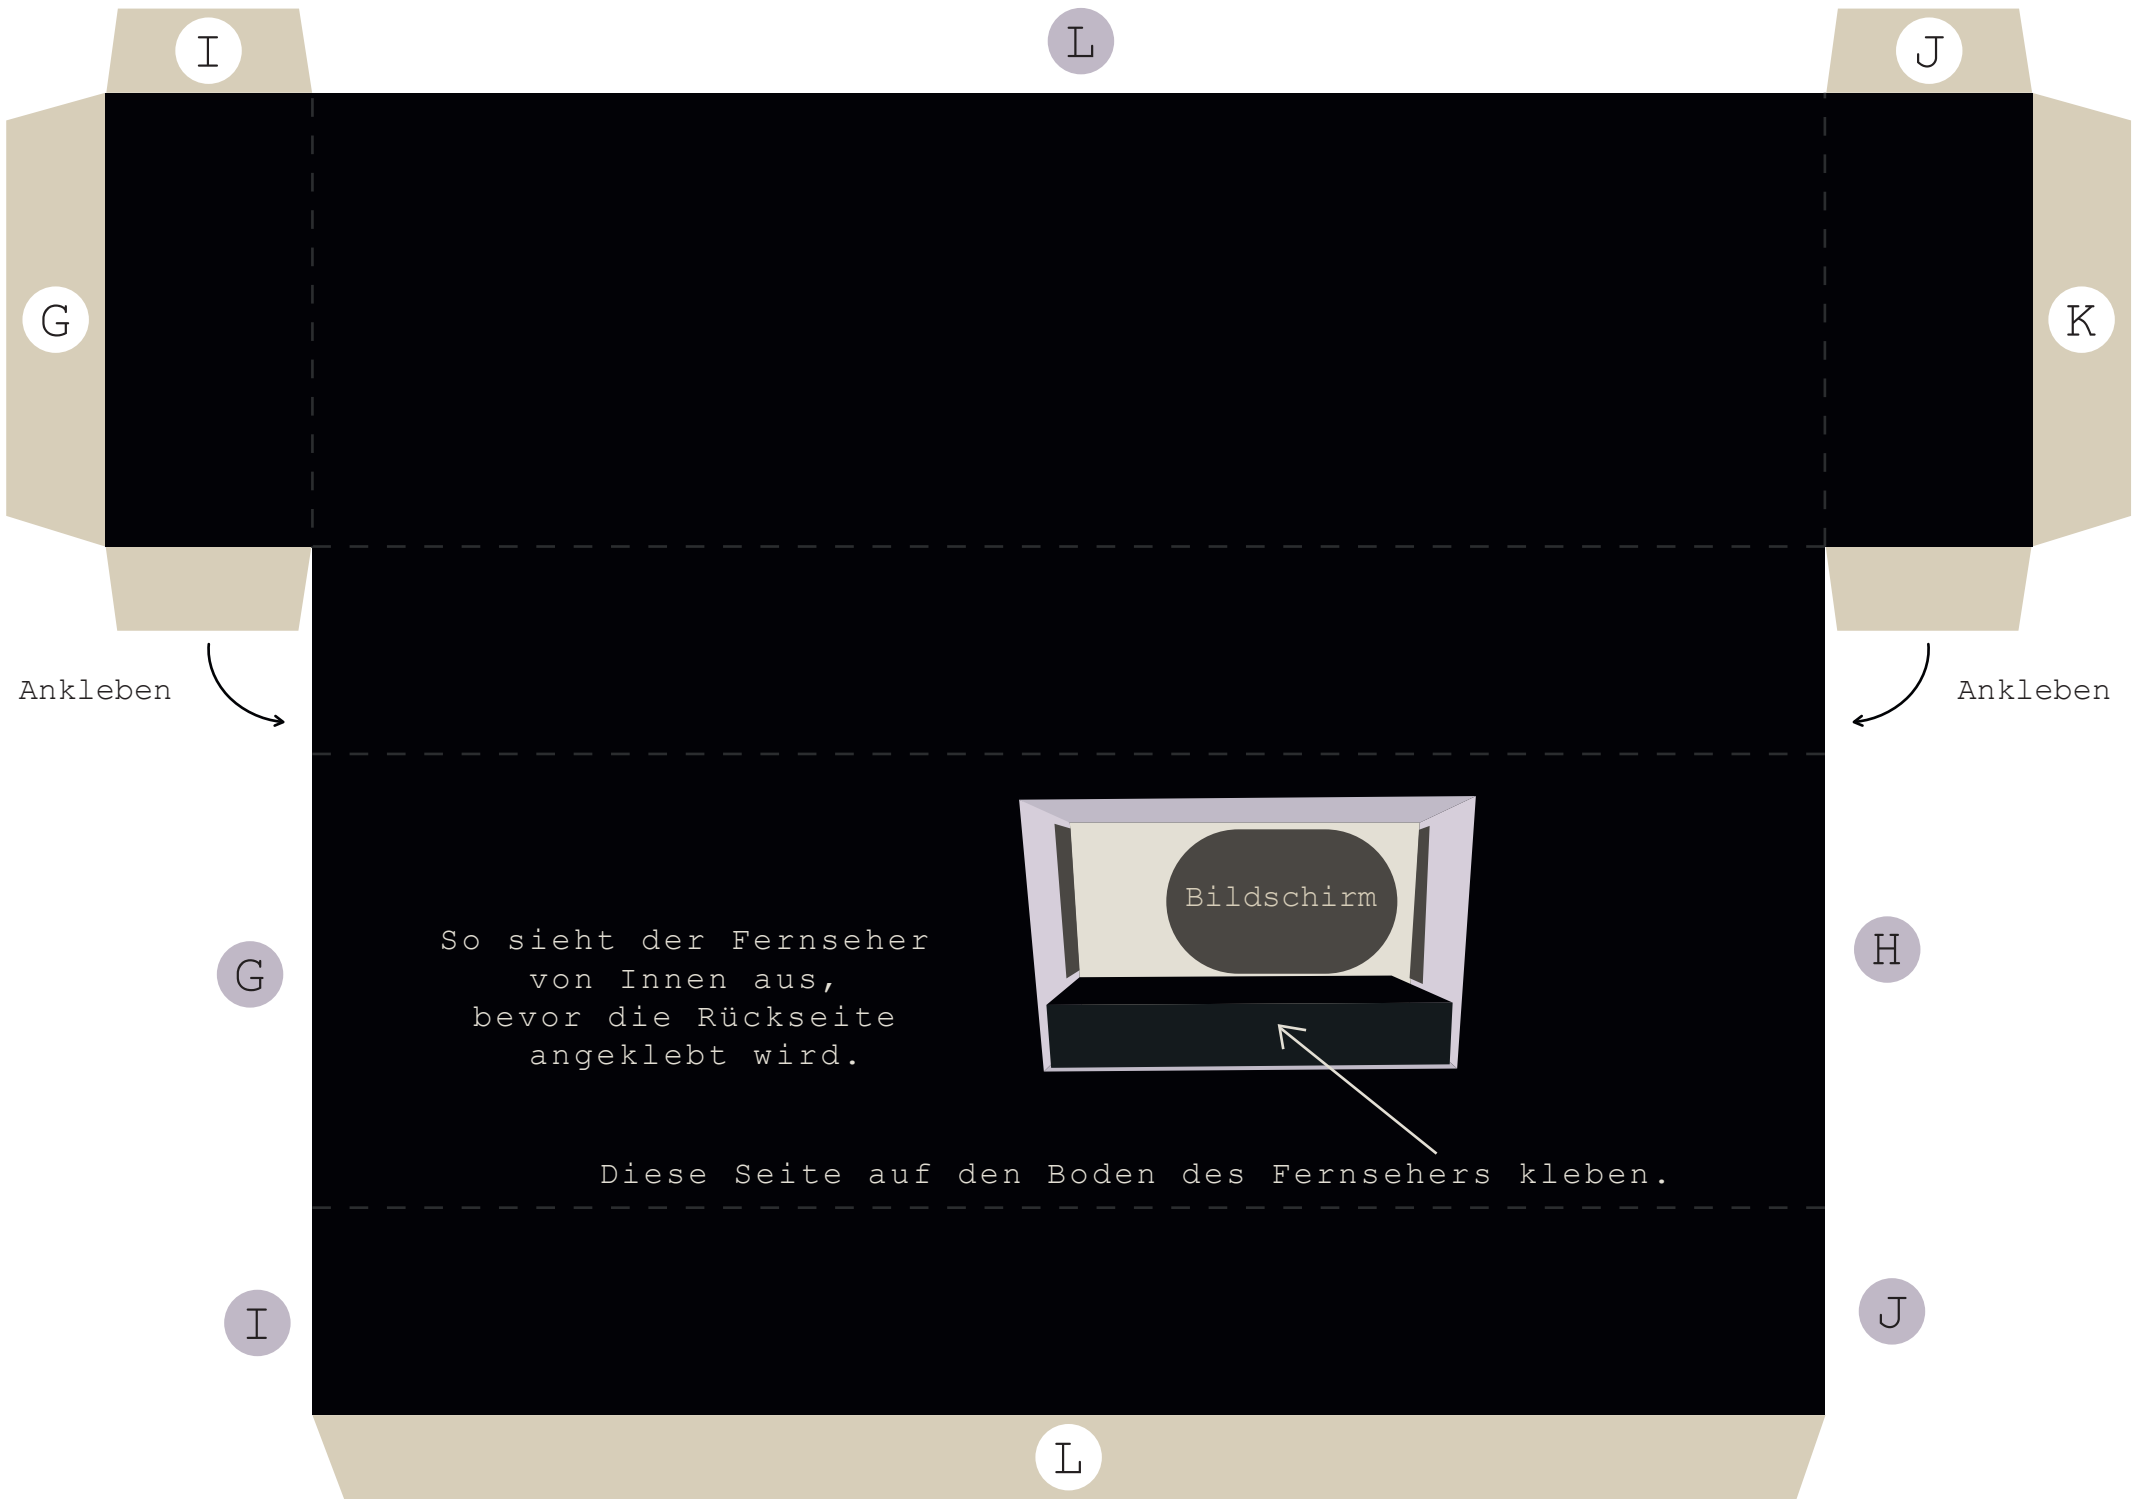 I
L
J
G
K
Ankleben
Ankleben
Bildschirm
So sieht der Fernseher
von Innen aus,
bevor die Rückseite
angeklebt wird.
G
H
Diese Seite auf den Boden des Fernsehers kleben.
I
J
L